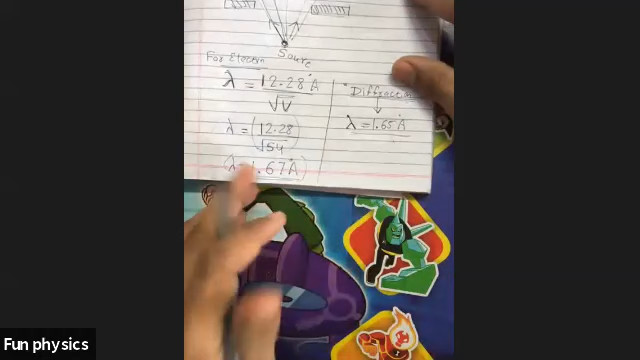 Source
For Electron
λ = 12.28 Å
√V
λ = (12.28
√54)
(λ = 1.67 Å)
Diffraction
↓
λ = 1.65 Å
Fun physics